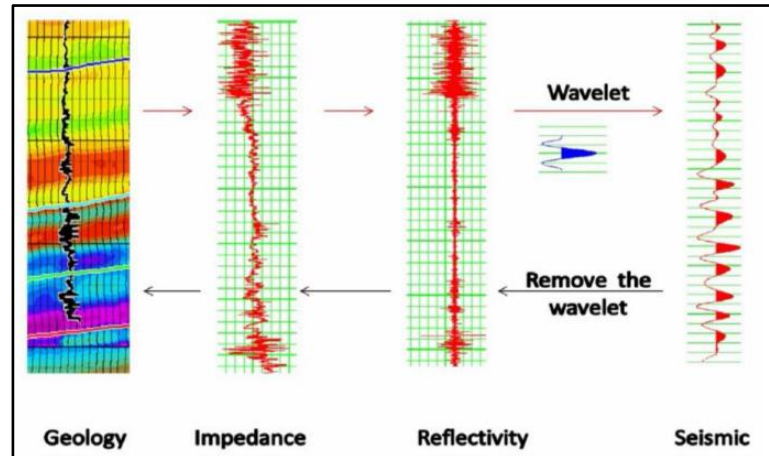 Wavelet
Remove the
wavelet
Geology
Impedance
Reflectivity
Seismic